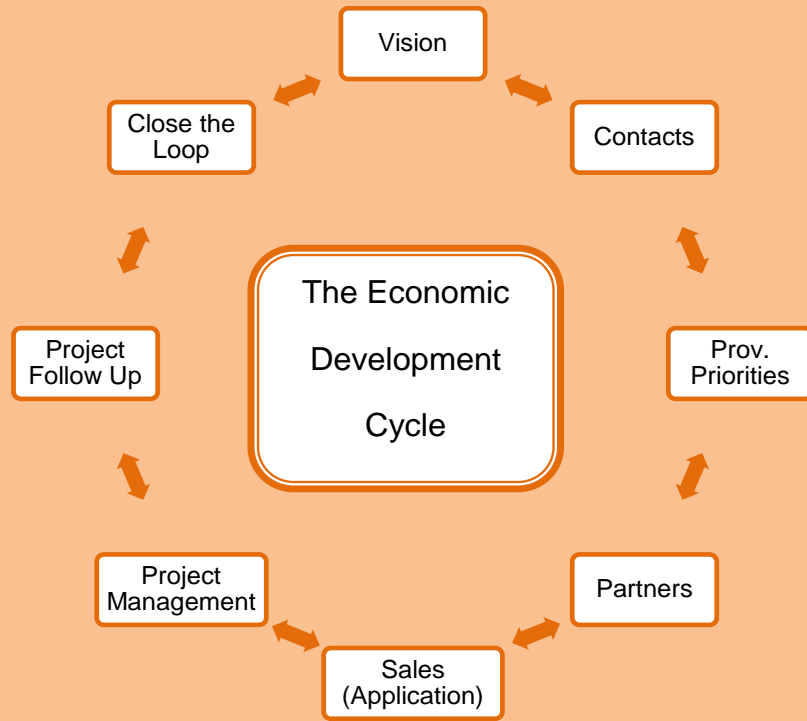 Vision
Contacts
Prov.
Priorities
Partners
Sales
(Application)
Project
Management
Project
Follow Up
Close the
Loop
The Economic
Development
Cycle